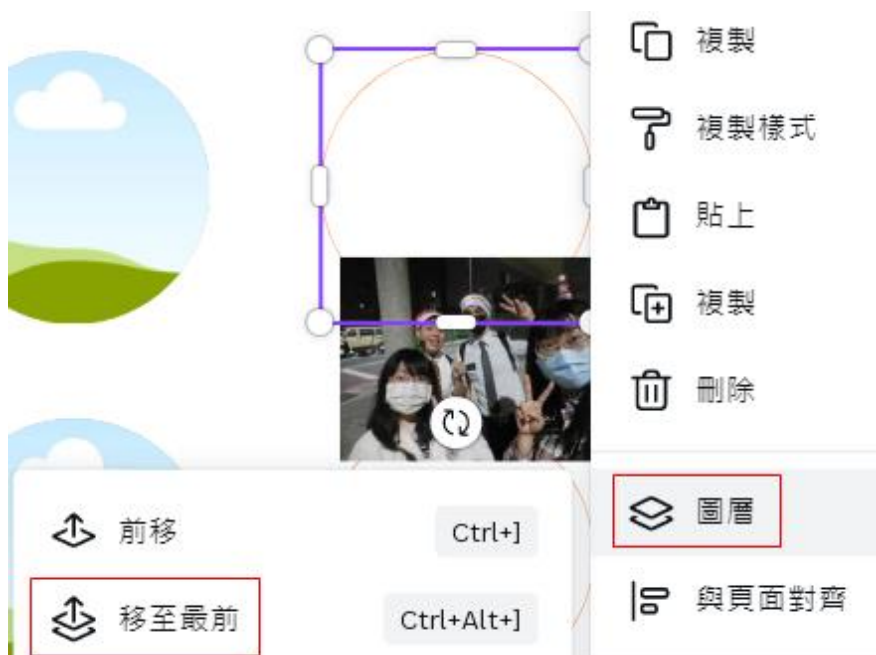 複製
複製樣式
貼上
複製
刪除
圖層
前移 Ctrl+]
與頁面對齊
移至最前 Ctrl+Alt+]